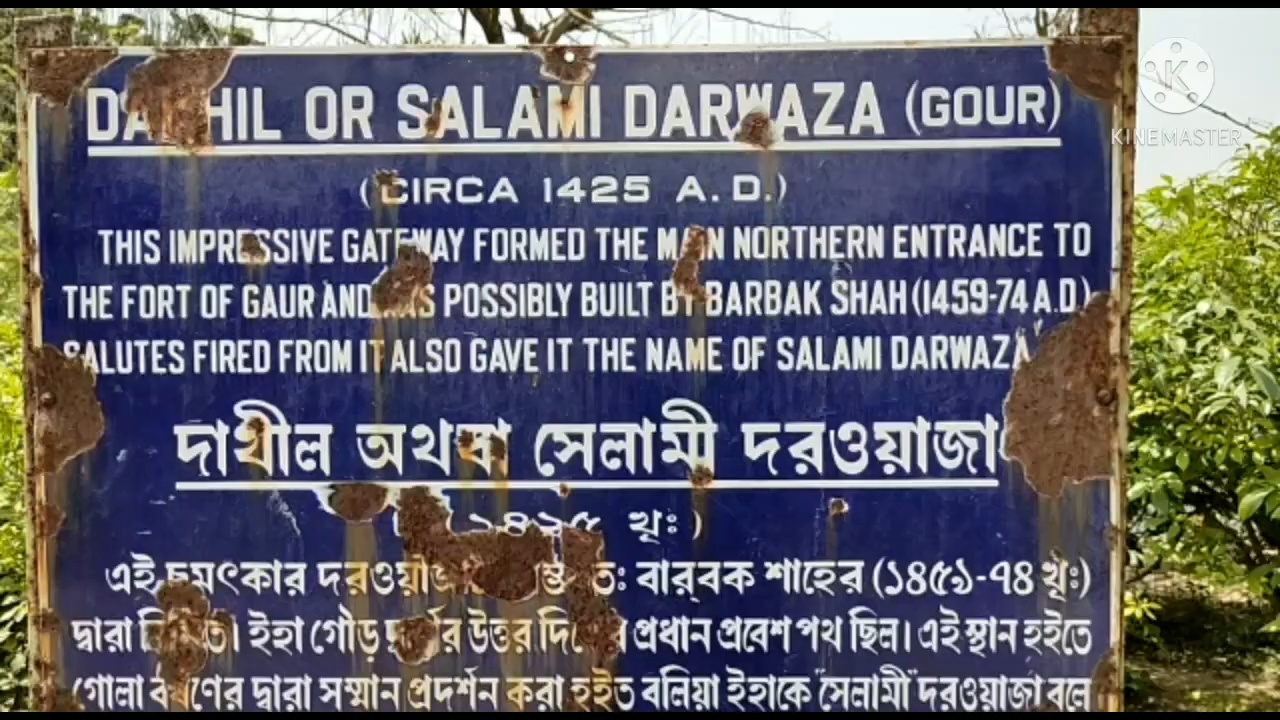 OR SALAMI DARWAZA (GOUR)
(CIRCA 1425 A.D.)
THIS IMPRESSIVE GATEWAY FORMED THE MAIN NORTHERN ENTRANCE TO
THE FORT OF GAUR AND POSSIBLY BUILT BY BARBAK SHAH (1459-74 A.D.)
SALUTES FIRED FROM IT ALSO GAVE IT THE NAME OF SALAMI DARWAZA
দাখীল অথবা সেলামী দরওয়াজা
১৪২৫ খৃঃ)
এই চমৎকার বার্বক শাহের (১৪৫৯-৭৪ খৃঃ)
দ্বারা ইহা গৌড় উত্তর প্রধান প্রবেশ পথ ছিল। এই স্থান হইতে
গোলা দ্বারা সম্মান প্রদর্শন করা হইত বলিয়া ইহাকে "সেলামী" দরওয়াজা বলে
K
KINEMASTER